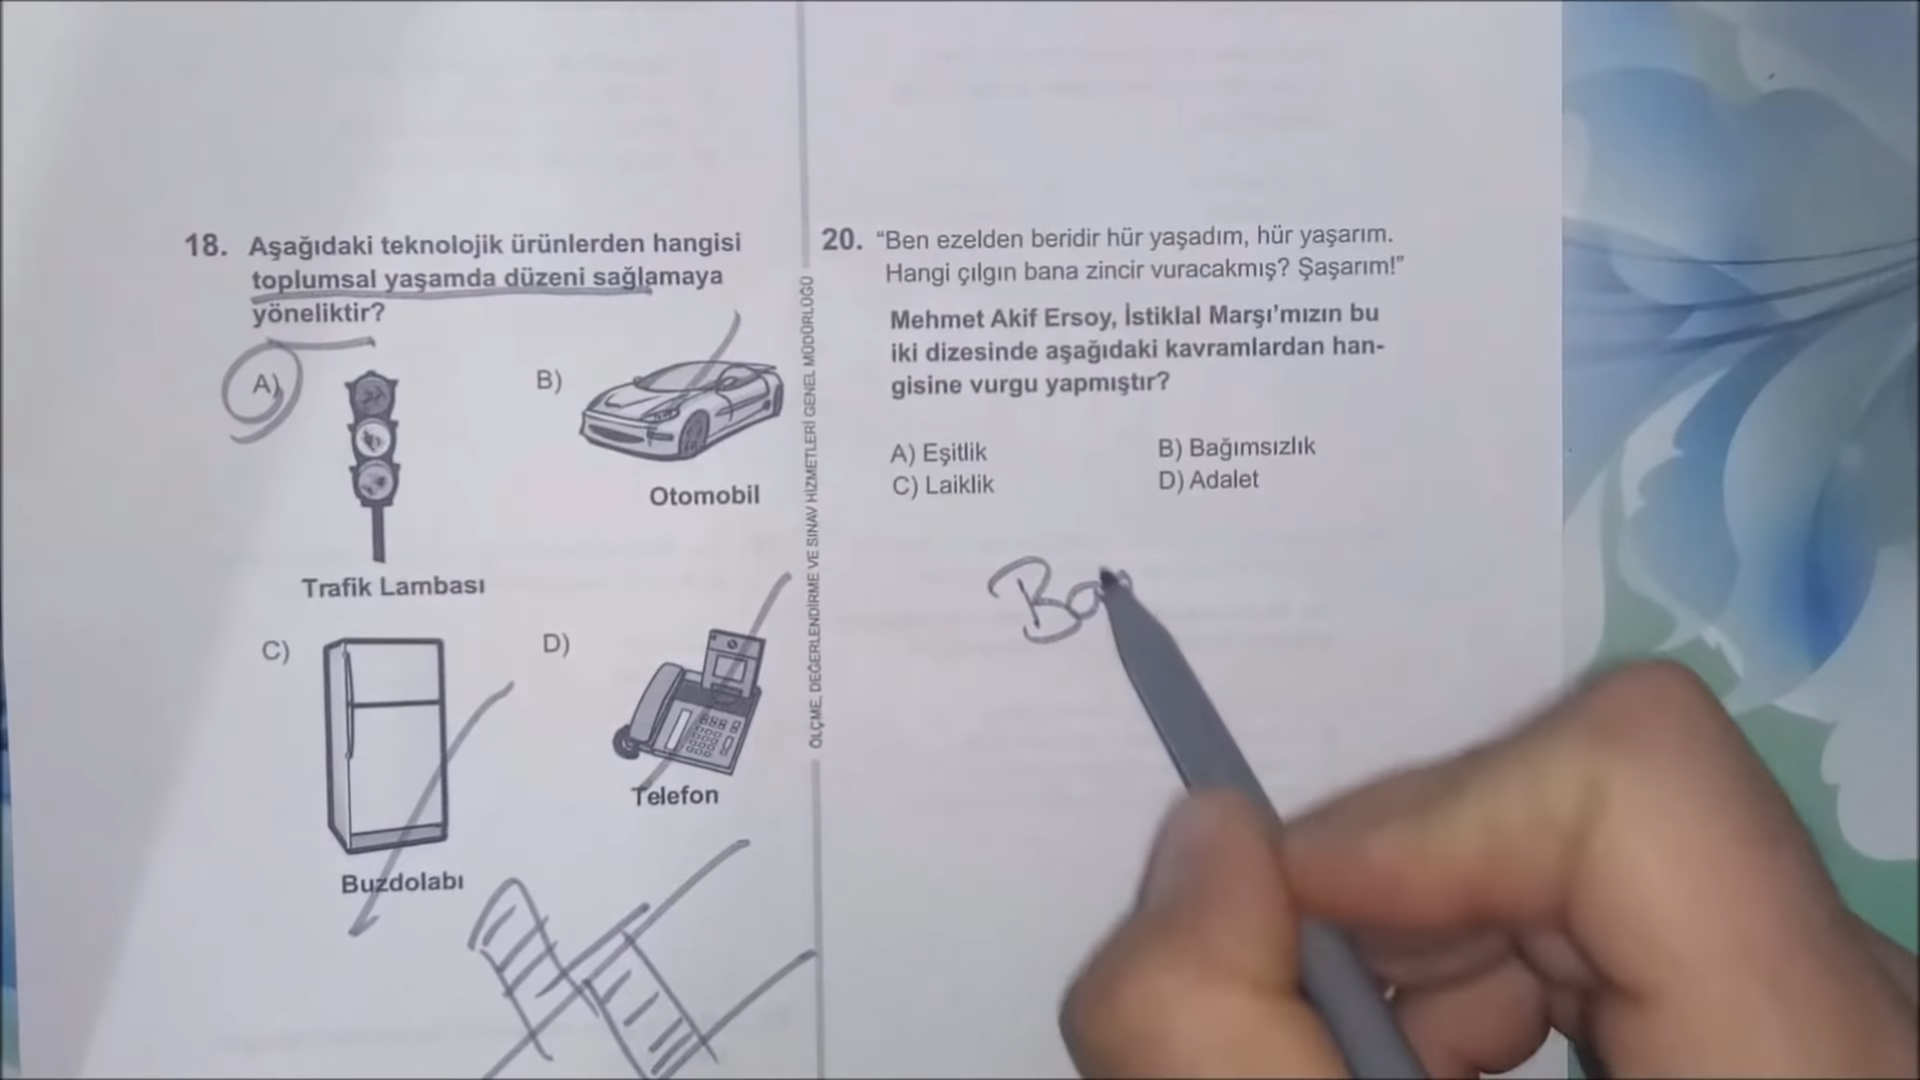 18. Aşağıdaki teknolojik ürünlerden hangisi
toplumsal yaşamda düzeni sağlamaya
yöneliktir?
A)
Trafik Lambası
B)
Otomobil
C)
Buzdolabı
D)
Telefon
ÖLÇME, DEĞERLENDİRME VE SINAV HİZMETLERİ GENEL MÜDÜRLÜĞÜ
20. “Ben ezelden beridir hür yaşadım, hür yaşarım.
Hangi çılgın bana zincir vuracakmış? Şaşarım!”
Mehmet Akif Ersoy, İstiklal Marşı’mızın bu
iki dizesinde aşağıdaki kavramlardan han-
gisine vurgu yapmıştır?
A) Eşitlik
B) Bağımsızlık
C) Laiklik
D) Adalet
Ba